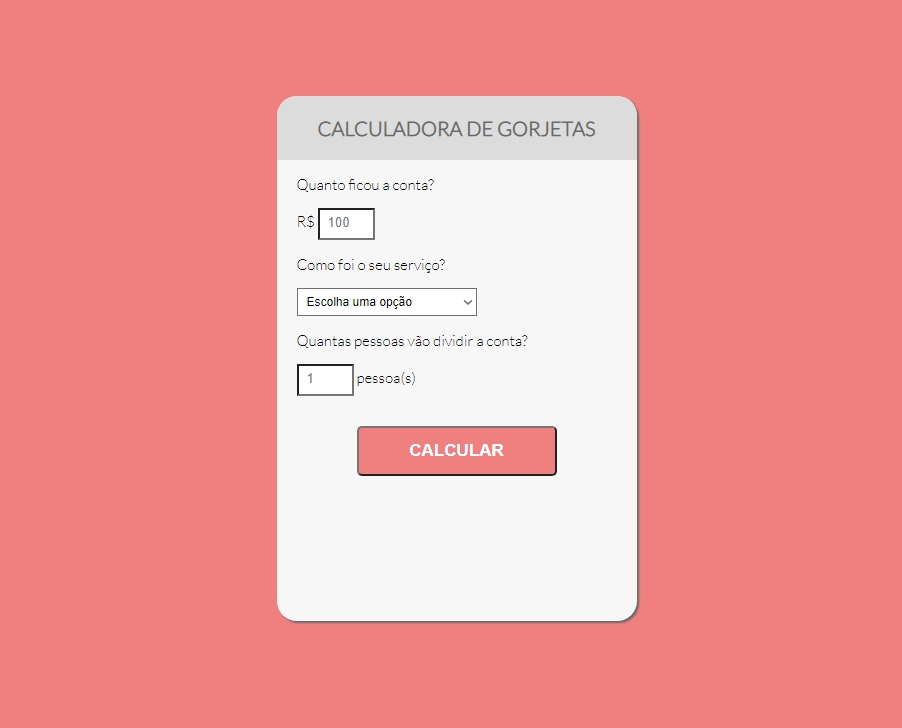 CALCULADORA DE GORJETAS
Quanto ficou a conta?
R$ 100
Como foi o seu serviço?
Escolha uma opção
Quantas pessoas vão dividir a conta?
1 pessoa(s)
CALCULAR